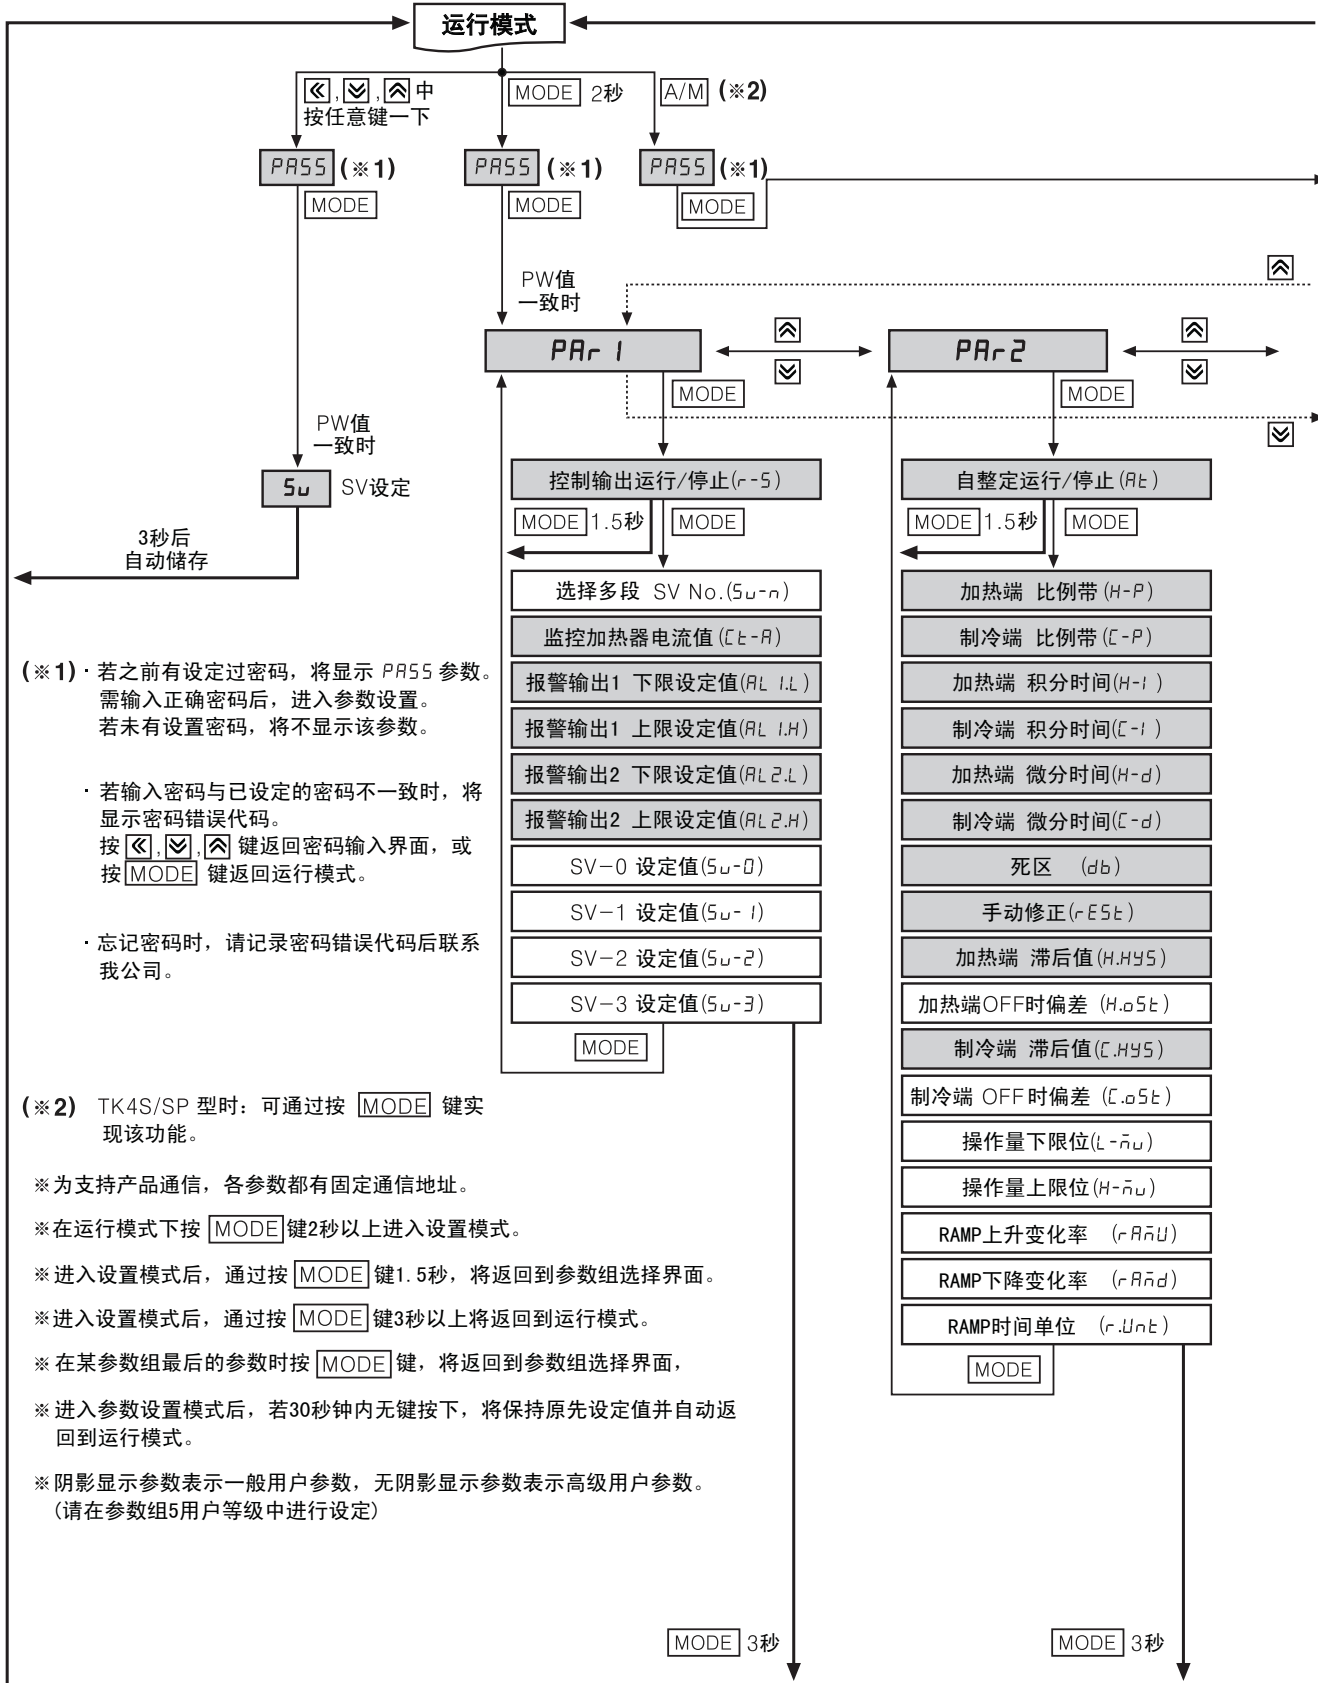 运行模式
«, ⌄, ^ 中
按任意键一下
MODE 2秒
A/M (※2)
PASS (※1)
PASS (※1)
PASS (※1)
MODE
MODE
MODE
PW值
一致时
PAr1
PAr2
MODE
MODE
PW值
一致时
Su SV设定
3秒后
自动储存
控制输出运行/停止(r-S)
MODE 1.5秒 MODE
选择多段 SV No.(Su-n)
监控加热器电流值(Ct-A)
报警输出1 下限设定值(AL1.L)
报警输出1 上限设定值(AL1.H)
报警输出2 下限设定值(AL2.L)
报警输出2 上限设定值(AL2.H)
SV-0 设定值(Su-0)
SV-1 设定值(Su-1)
SV-2 设定值(Su-2)
SV-3 设定值(Su-3)
MODE
自整定运行/停止(At)
MODE 1.5秒 MODE
加热端 比例带(H-P)
制冷端 比例带(C-P)
加热端 积分时间(H-I)
制冷端 积分时间(C-I)
加热端 微分时间(H-d)
制冷端 微分时间(C-d)
死区 (db)
手动修正(rESt)
加热端 滞后值(H.HYS)
加热端OFF时偏差 (H.oSt)
制冷端 滞后值(C.HYS)
制冷端 OFF时偏差 (C.oSt)
操作量下限位(L-n̄u)
操作量上限位(H-n̄u)
RAMP上升变化率 (rAn̄U)
RAMP下降变化率 (rAn̄d)
RAMP时间单位 (r.Unt)
MODE
(※1)·若之前有设定过密码，将显示 PASS 参数。
需输入正确密码后，进入参数设置。
若未有设置密码，将不显示该参数。
·若输入密码与已设定的密码不一致时，将
显示密码错误代码。
按 «, ⌄, ^ 键返回密码输入界面，或
按 MODE 键返回运行模式。
·忘记密码时，请记录密码错误代码后联系
我公司。
(※2) TK4S/SP 型时：可通过按 MODE 键实
现该功能。
※为支持产品通信，各参数都有固定通信地址。
※在运行模式下按 MODE 键2秒以上进入设置模式。
※进入设置模式后，通过按 MODE 键1.5秒，将返回到参数组选择界面。
※进入设置模式后，通过按 MODE 键3秒以上将返回到运行模式。
※在某参数组最后的参数时按 MODE 键，将返回到参数组选择界面，
※进入参数设置模式后，若30秒钟内无键按下，将保持原先设定值并自动返
回到运行模式。
※阴影显示参数表示一般用户参数，无阴影显示参数表示高级用户参数。
(请在参数组5用户等级中进行设定)
MODE 3秒
MODE 3秒